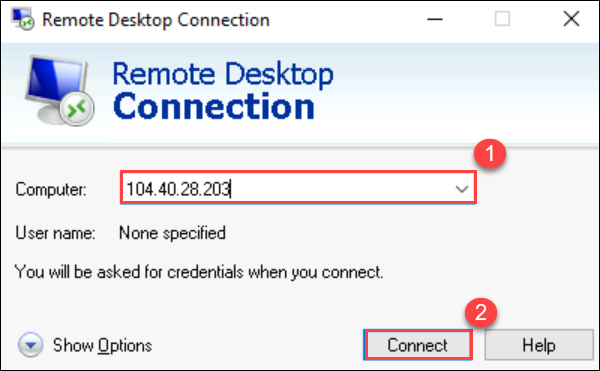 Remote Desktop Connection
Remote Desktop
Connection
1
Computer: 104.40.28.203
User name: None specified
You will be asked for credentials when you connect.
2
Show Options Connect Help